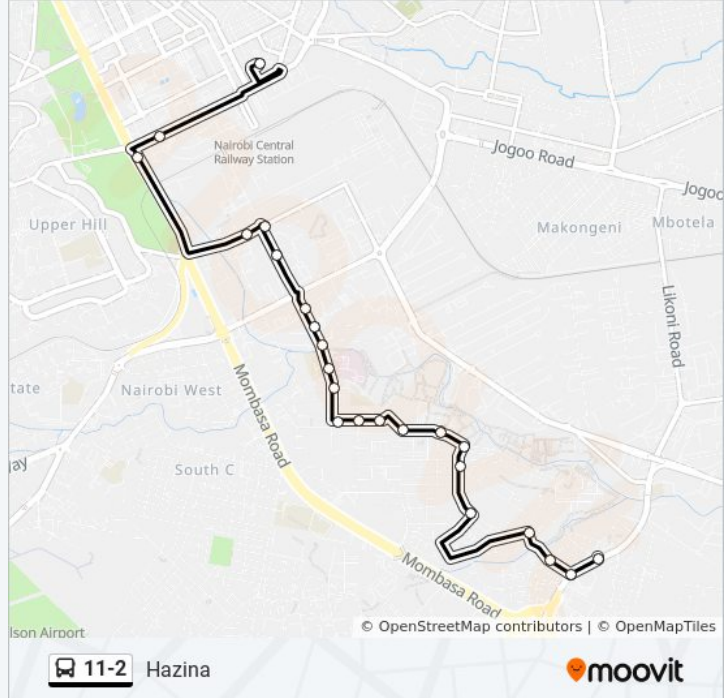 Nairobi Central
Railway Station
Jogoo Road
Jogoo
Upper Hill
Makongeni
Mbotela
Likoni Road
tate
Nairobi West
Mombasa Road
ay
South C
Mombasa Road
lson Airport
© OpenStreetMap contributors | © OpenMapTiles
11-2 Hazina
moovit